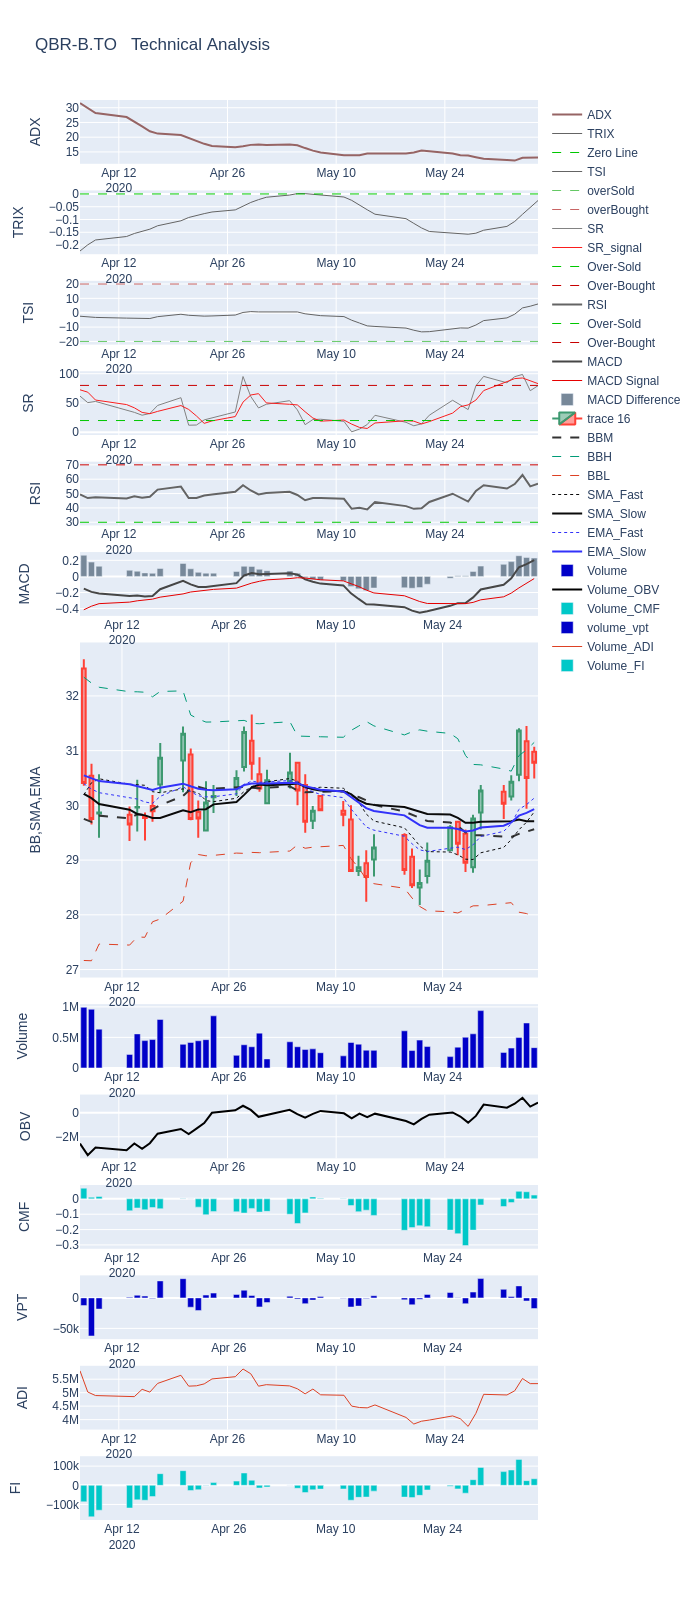 QBR-B.TO   Technical Analysis
ADX
30
25
20
15
Apr 12
2020
Apr 26
May 10
May 24
TRIX
0
−0.05
−0.1
−0.15
−0.2
Apr 12
2020
Apr 26
May 10
May 24
TSI
20
10
0
−10
−20
Apr 12
2020
Apr 26
May 10
May 24
SR
100
50
0
Apr 12
2020
Apr 26
May 10
May 24
RSI
70
60
50
40
30
Apr 12
2020
Apr 26
May 10
May 24
MACD
0.2
0
−0.2
−0.4
Apr 12
2020
Apr 26
May 10
May 24
BB,SMA,EMA
32
31
30
29
28
27
Apr 12
2020
Apr 26
May 10
May 24
Volume
1M
0.5M
0
Apr 12
2020
Apr 26
May 10
May 24
OBV
0
−2M
Apr 12
2020
Apr 26
May 10
May 24
CMF
0
−0.1
−0.2
−0.3
Apr 12
2020
Apr 26
May 10
May 24
VPT
0
−50k
Apr 12
2020
Apr 26
May 10
May 24
ADI
5.5M
5M
4.5M
4M
Apr 12
2020
Apr 26
May 10
May 24
FI
100k
0
−100k
Apr 12
2020
Apr 26
May 10
May 24
ADX
TRIX
Zero Line
TSI
overSold
overBought
SR
SR_signal
Over-Sold
Over-Bought
RSI
Over-Sold
Over-Bought
MACD
MACD Signal
MACD Difference
trace 16
BBM
BBH
BBL
SMA_Fast
SMA_Slow
EMA_Fast
EMA_Slow
Volume
Volume_OBV
Volume_CMF
volume_vpt
Volume_ADI
Volume_FI